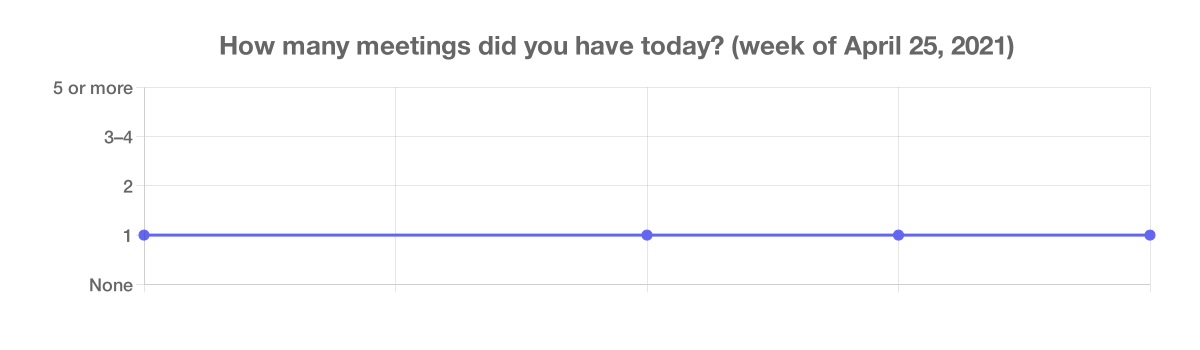 How many meetings did you have today? (week of April 25, 2021)
5 or more
3–4
2
1
None